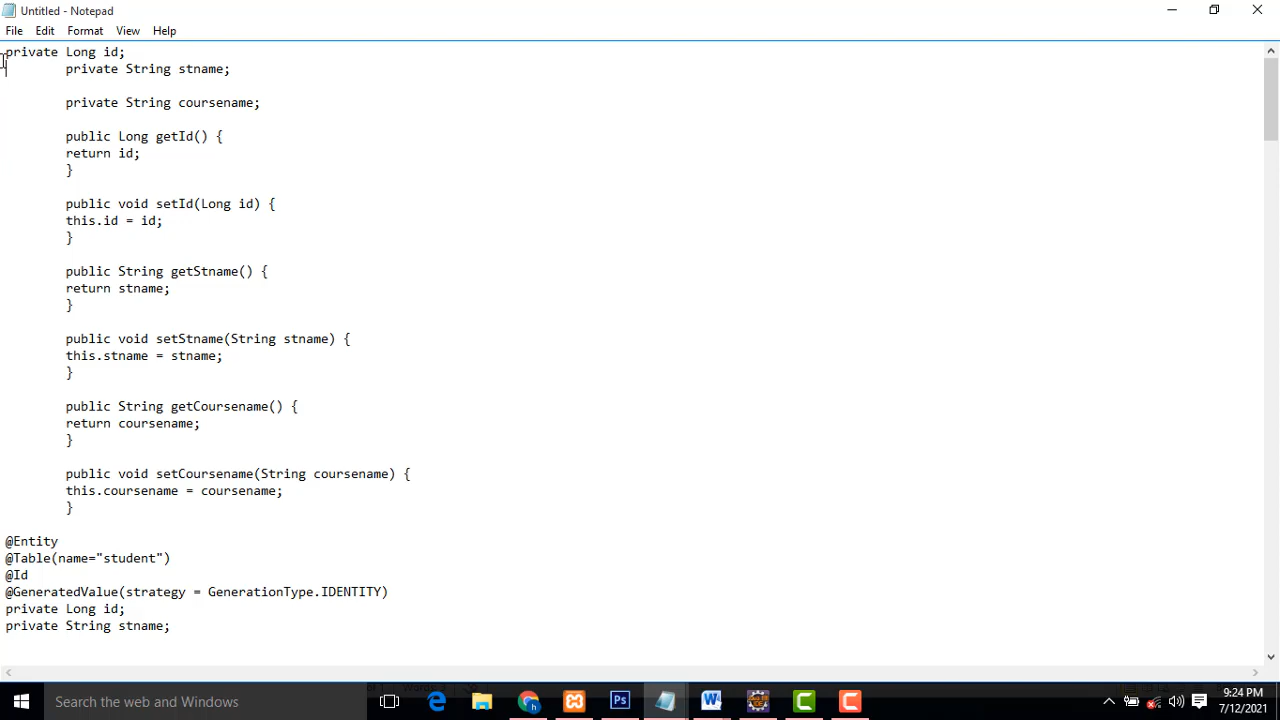 Untitled - Notepad
File Edit Format View Help
private Long id;
private String stname;
private String coursename;
public Long getId() {
return id;
}
public void setId(Long id) {
this.id = id;
}
public String getStname() {
return stname;
}
public void setStname(String stname) {
this.stname = stname;
}
public String getCoursename() {
return coursename;
}
public void setCoursename(String coursename) {
this.coursename = coursename;
}
@Entity
@Table(name="student")
@Id
@GeneratedValue(strategy = GenerationType.IDENTITY)
private Long id;
private String stname;
Search the web and Windows
9:24 PM
7/12/2021